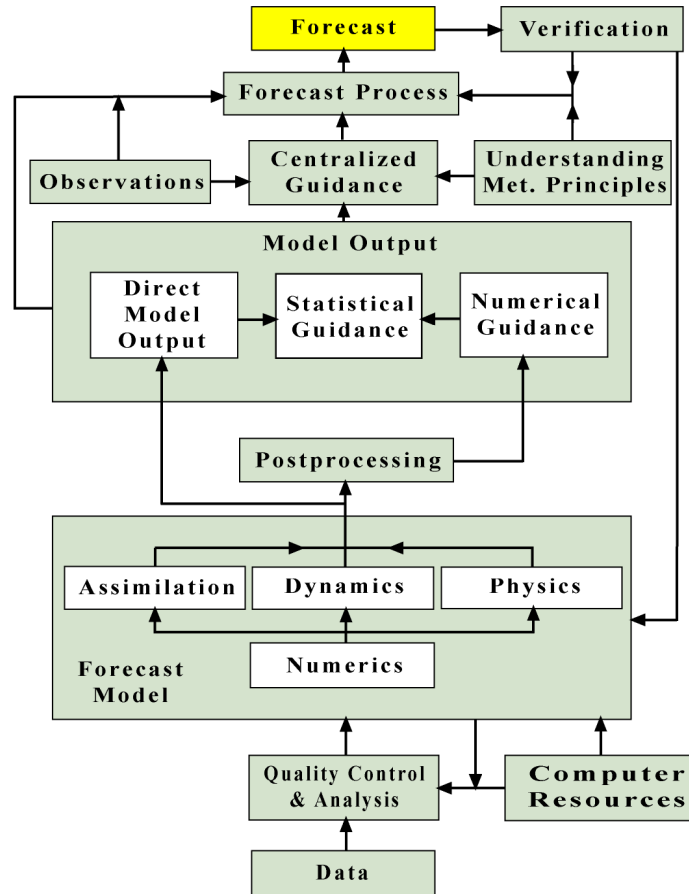 Forecast
Verification
Forecast Process
Observations
Centralized
Guidance
Understanding
Met. Principles
Model Output
Direct
Model
Output
Statistical
Guidance
Numerical
Guidance
Postprocessing
Assimilation
Dynamics
Physics
Numerics
Forecast
Model
Quality Control
& Analysis
Computer
Resources
Data